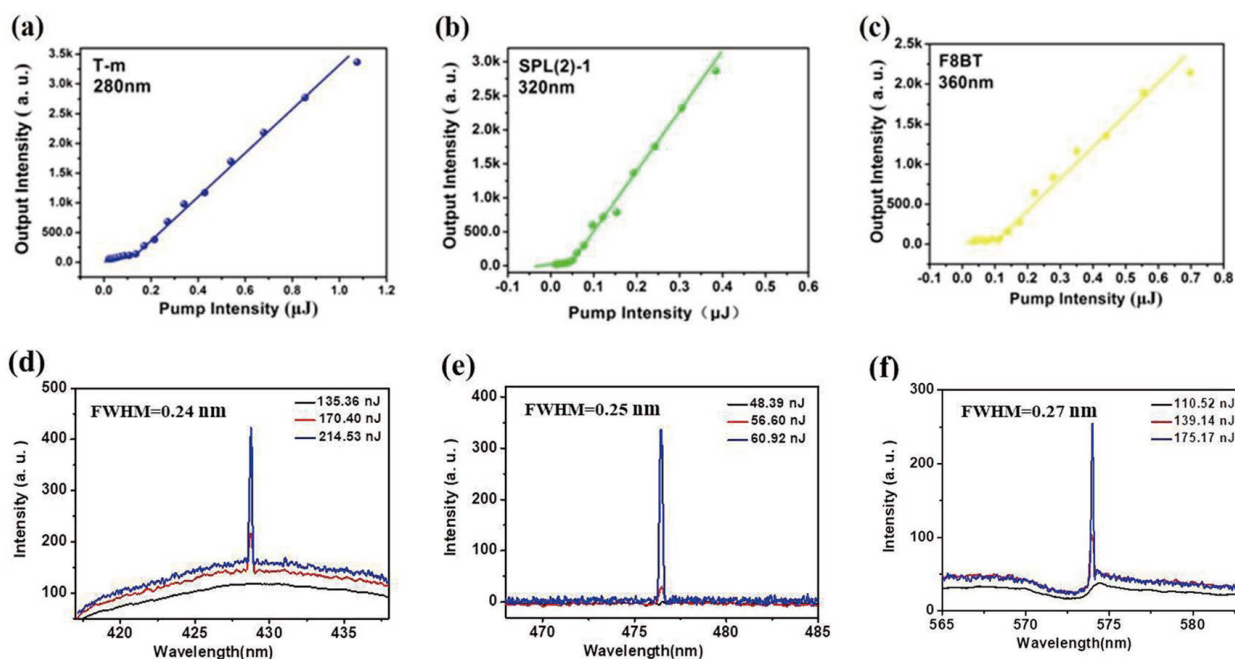 (a)
T-m
280nm
Output Intensity ( a. u. )
3.5k
3.0k
2.5k
2.0k
1.5k
1.0k
500.0
0.0
0.0 0.2 0.4 0.6 0.8 1.0 1.2
Pump Intensity (μJ)
(b)
SPL(2)-1
320nm
Output Intensity ( a. u. )
3.0k
2.5k
2.0k
1.5k
1.0k
500.0
0.0
-0.1 0.0 0.1 0.2 0.3 0.4 0.5 0.6
Pump Intensity (μJ)
(c)
F8BT
360nm
Output Intensity ( a. u. )
2.5k
2.0k
1.5k
1.0k
500.0
0.0
-0.1 0.0 0.1 0.2 0.3 0.4 0.5 0.6 0.7 0.8
Pump Intensity (μJ)
(d)
FWHM=0.24 nm
135.36 nJ
170.40 nJ
214.53 nJ
Intensity (a. u.)
500
400
300
200
100
420 430 435
Wavelength(nm)
(e)
FWHM=0.25 nm
48.39 nJ
56.60 nJ
60.92 nJ
Intensity (a. u.)
400
300
200
100
0
470 475 480 485
Wavelength(nm)
(f)
FWHM=0.27 nm
110.52 nJ
139.14 nJ
175.17 nJ
Intensity (a. u. )
300
200
100
0
565 570 575 580
Wavelength(nm)